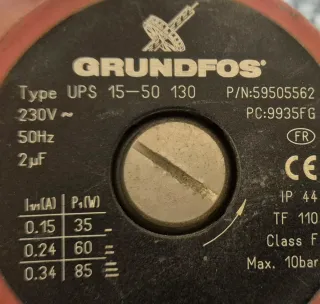 GRUNDFOS
Type UPS 15-50 130 P/N:59505562
230V~ PC:9935FG
50Hz FR
2µF CE
I1/1(A) P1(W) IP 44
0.15 35 TF 110
0.24 60 Class F
0.34 85 Max. 10bar